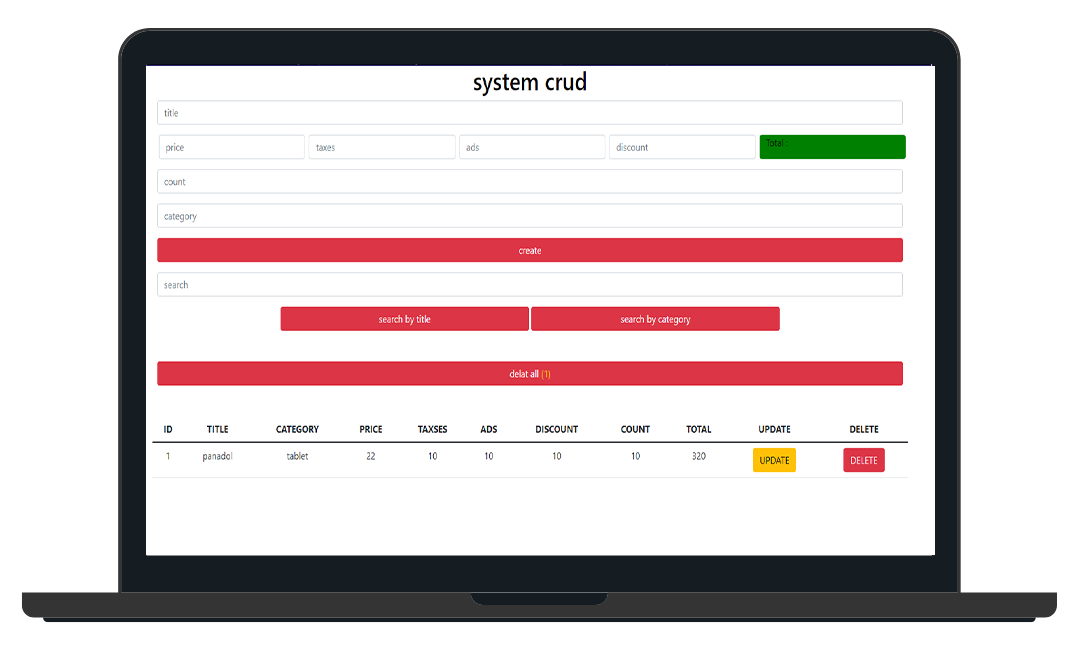 system crud
title
price taxes ads discount Total :
count
category
create
search
search by title search by category
delat all (1)
ID TITLE CATEGORY PRICE TAXSES ADS DISCOUNT COUNT TOTAL UPDATE DELETE
1 panadol tablet 22 10 10 10 10 320 UPDATE DELETE